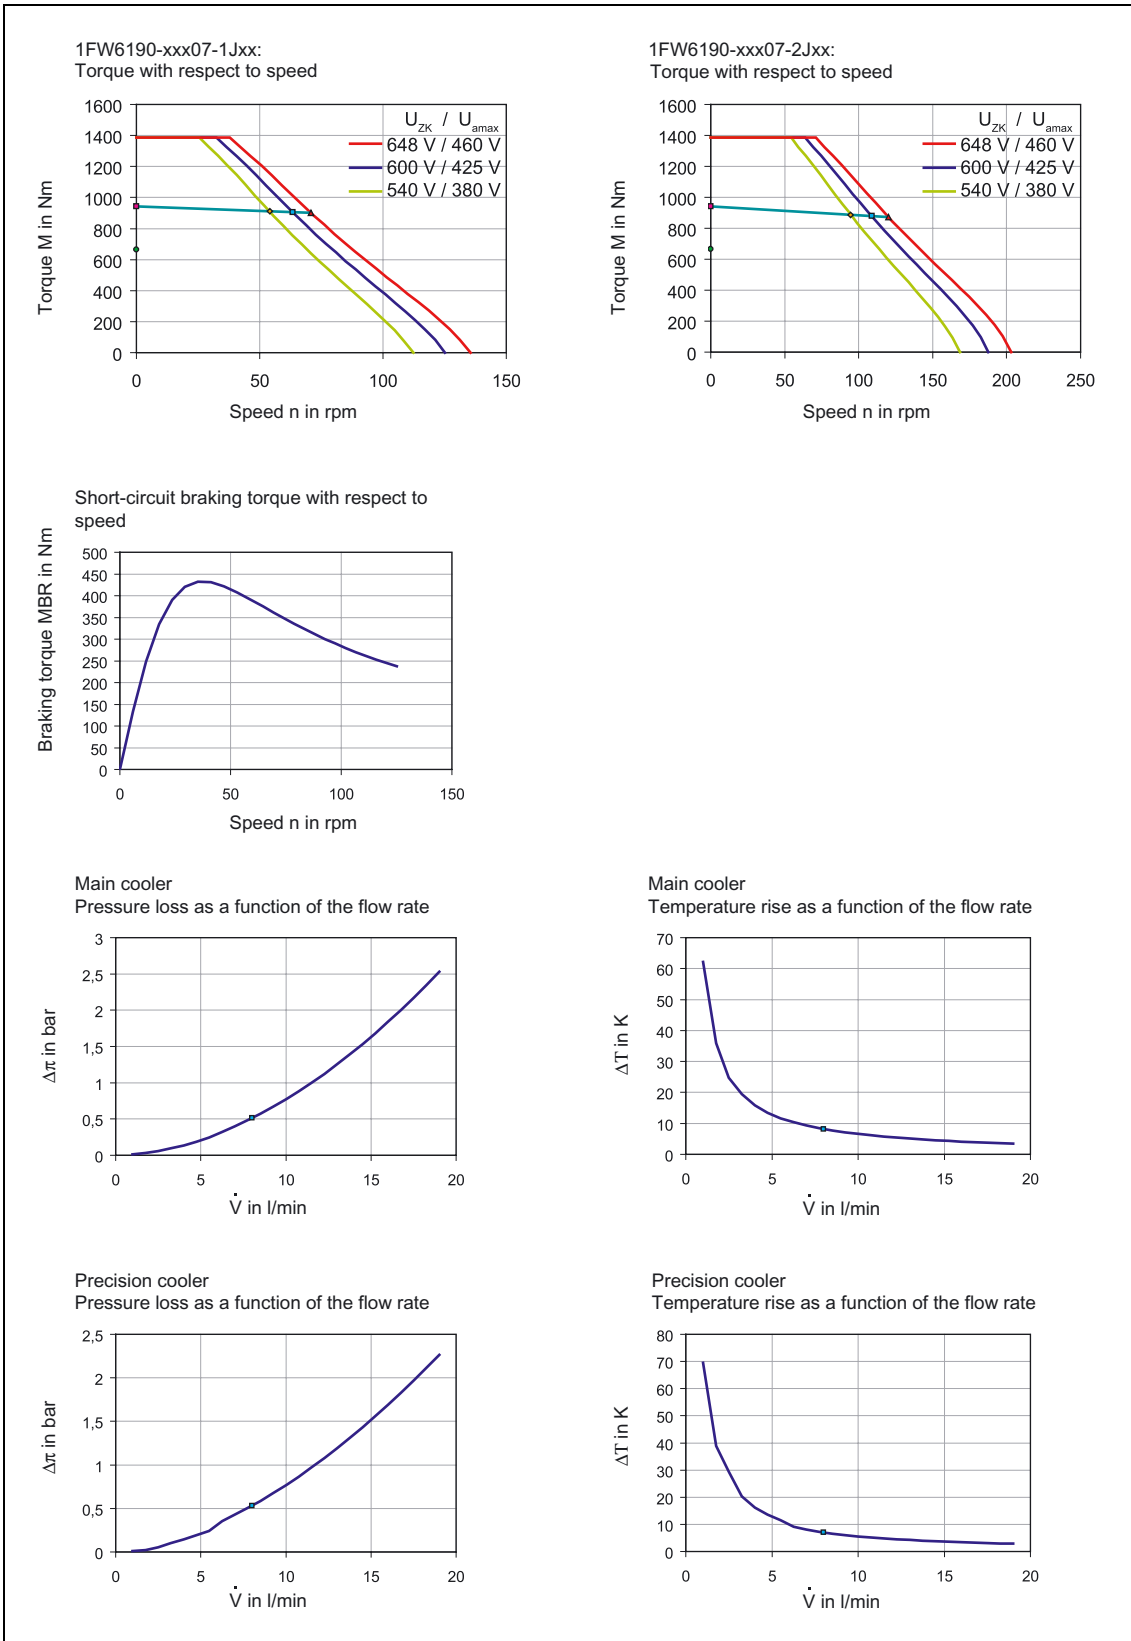 1FW6190-xxx07-1Jxx:
Torque with respect to speed
Torque M in Nm
1600
1400
1200
1000
800
600
400
200
0
U_ZK / U_amax
648 V / 460 V
600 V / 425 V
540 V / 380 V
0 50 100 150
Speed n in rpm
1FW6190-xxx07-2Jxx:
Torque with respect to speed
Torque M in Nm
1600
1400
1200
1000
800
600
400
200
0
U_ZK / U_amax
648 V / 460 V
600 V / 425 V
540 V / 380 V
0 50 100 150 200 250
Speed n in rpm
Short-circuit braking torque with respect to
speed
Braking torque MBR in Nm
500
450
400
350
300
250
200
150
100
50
0
0 50 100 150
Speed n in rpm
Main cooler
Pressure loss as a function of the flow rate
Δπ in bar
3
2,5
2
1,5
1
0,5
0
0 5 10 15 20
V̇ in l/min
Main cooler
Temperature rise as a function of the flow rate
ΔT in K
70
60
50
40
30
20
10
0
0 5 10 15 20
V̇ in l/min
Precision cooler
Pressure loss as a function of the flow rate
Δπ in bar
2,5
2
1,5
1
0,5
0
0 5 10 15 20
V̇ in l/min
Precision cooler
Temperature rise as a function of the flow rate
ΔT in K
80
70
60
50
40
30
20
10
0
0 5 10 15 20
V̇ in l/min